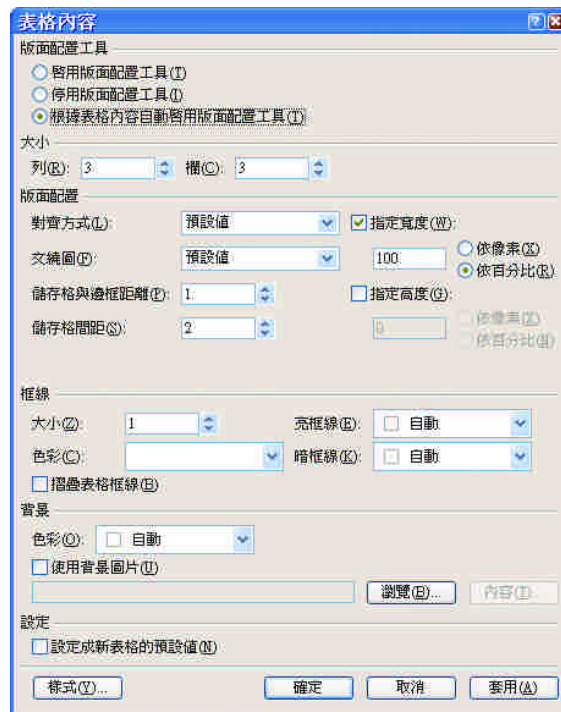 表格內容
版面配置工具
啟用版面配置工具(T)
停用版面配置工具(I)
根據表格內容自動啟用版面配置工具(T)
大小
列(R): 3 欄(C): 3
版面配置
對齊方式(L): 預設值 指定寬度(W):
文繞圖(F): 預設值 100 依像素(X)
依百分比(R)
儲存格與邊框距離(P): 1 指定高度(G):
儲存格間距(S): 2 0 依像素(Z)
依百分比(N)
框線
大小(Z): 1 亮框線(E): 自動
色彩(C): 暗框線(K): 自動
摺疊表格框線(B)
背景
色彩(O): 自動
使用背景圖片(U)
瀏覽(B)... 內容(I)...
設定
設定成新表格的預設值(N)
樣式(Y)... 確定 取消 套用(A)